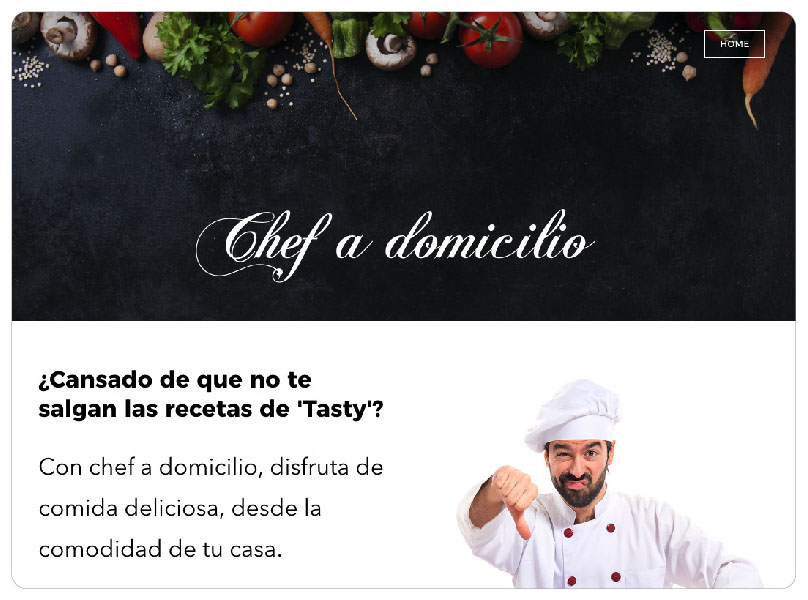 HOME
Chef a domicilio
¿Cansado de que no te
salgan las recetas de 'Tasty'?
Con chef a domicilio, disfruta de
comida deliciosa, desde la
comodidad de tu casa.